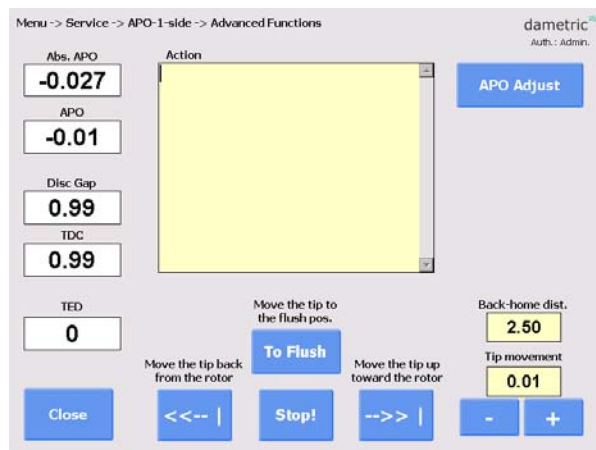 Menu -> Service -> APO-1-side -> Advanced Functions
dametric
Auth.: Admin.
Abs. APO
-0.027
APO
-0.01
Disc Gap
0.99
TDC
0.99
TED
0
Close
Action
APO Adjust
Move the tip to
the flush pos.
To Flush
Move the tip back
from the rotor
<<-- |
Stop!
Move the tip up
toward the rotor
-->> |
Back-home dist.
2.50
Tip movement
0.01
-
+